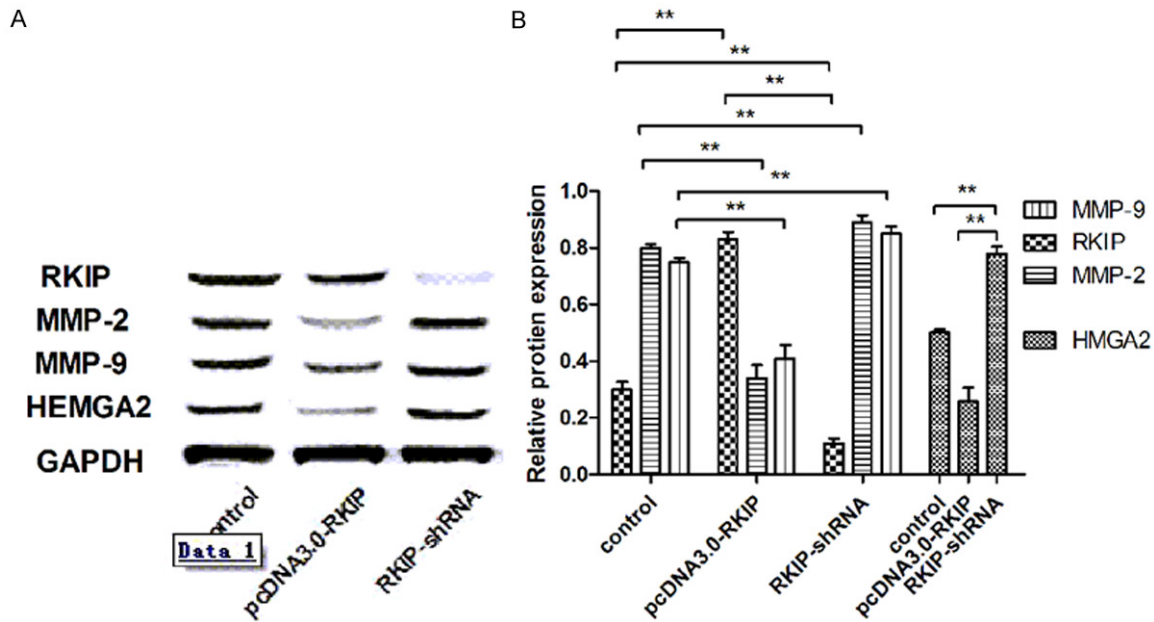 A
RKIP
MMP-2
MMP-9
HEMGA2
GAPDH
ontrol
Data 1
pcDNA3.0-RKIP
RKIP-shRNA
B
**
**
**
**
**
**
**
**
**
Relative protien expression
1.0
0.8
0.6
0.4
0.2
0.0
control
pcDNA3.0-RKIP
RKIP-shRNA
control
pcDNA3.0-RKIP
RKIP-shRNA
MMP-9
RKIP
MMP-2
HMGA2